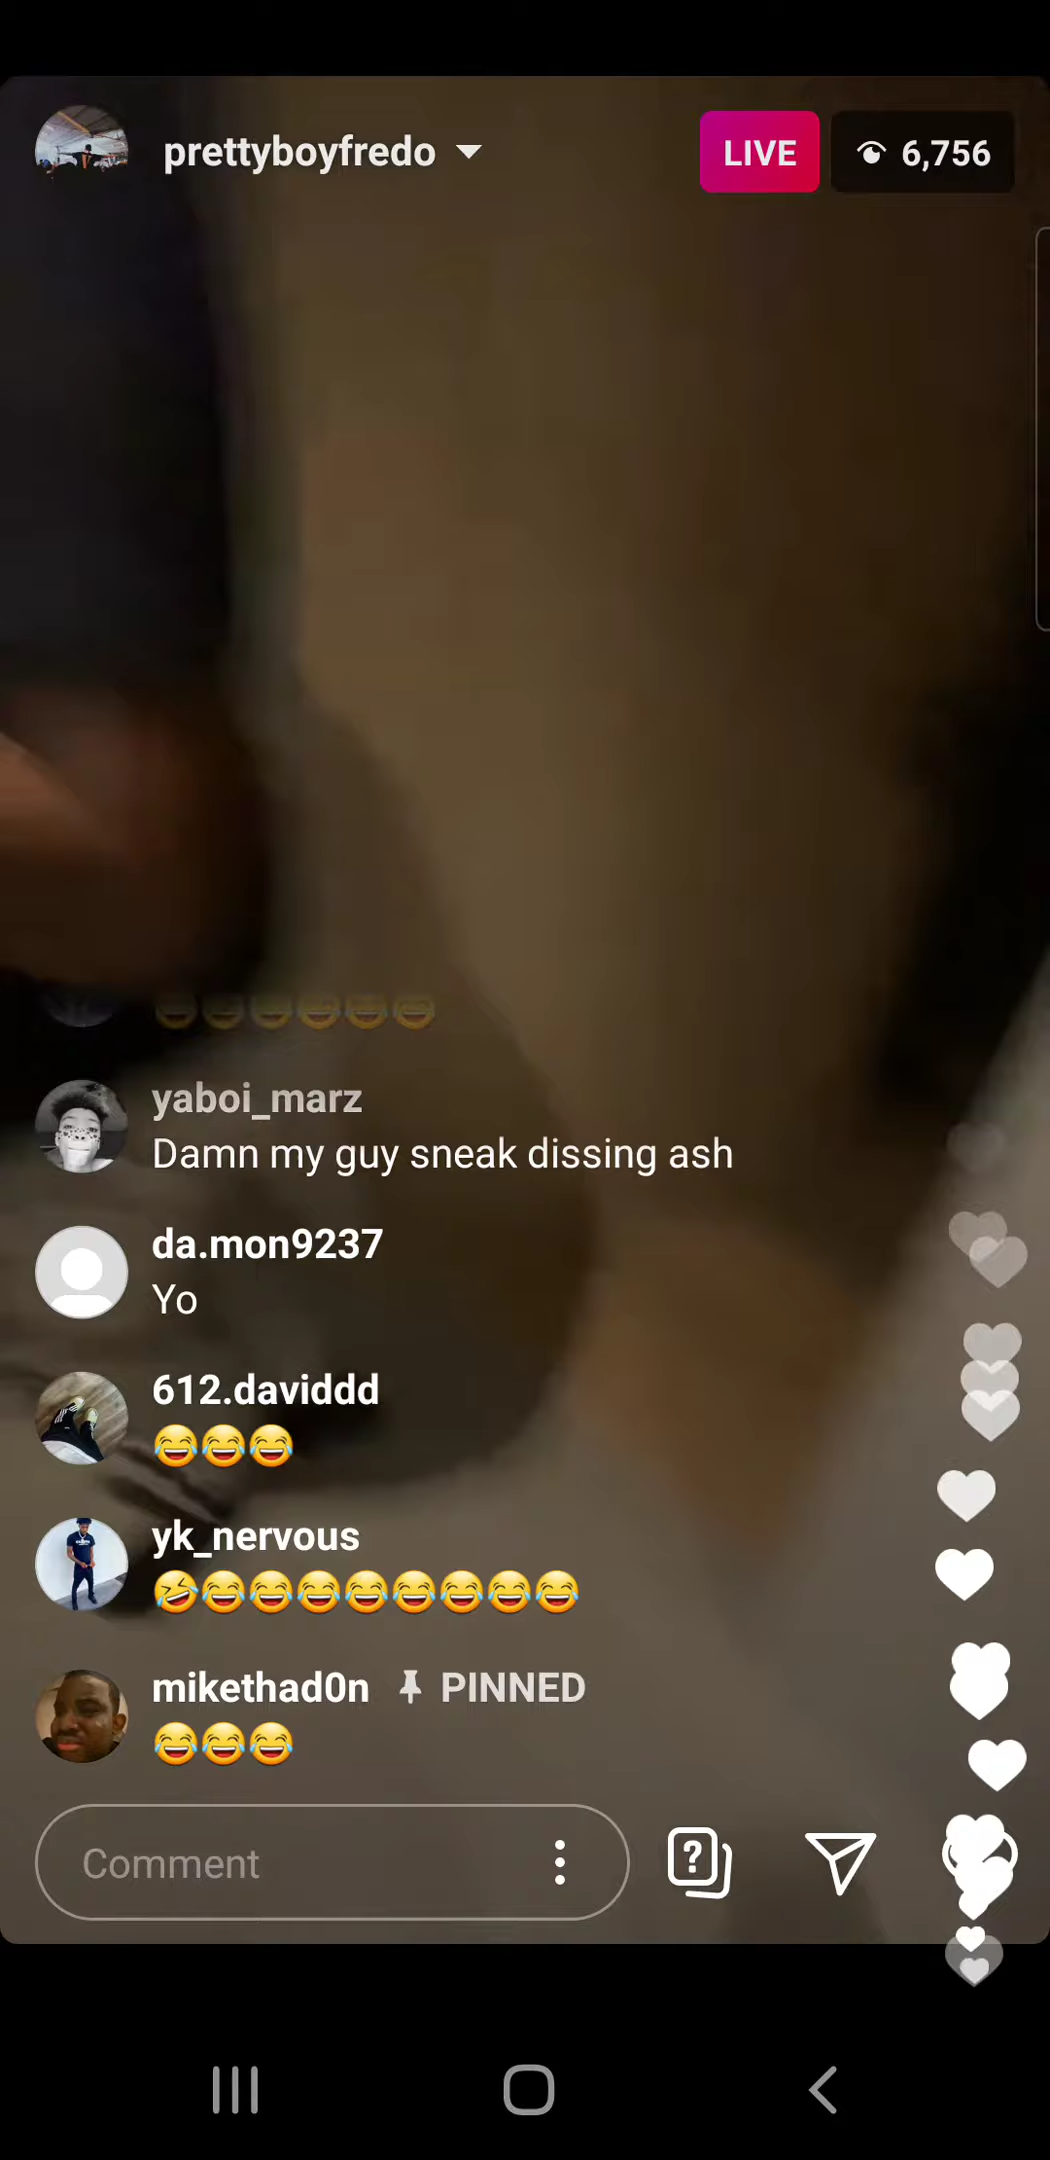 prettyboyfredo
LIVE
6,756
😂😂😂😂😂😂
yaboi_marz
Damn my guy sneak dissing ash
da.mon9237
Yo
612.daviddd
😂😂😂
yk_nervous
🤣😂😂😂😂😂😂😂😂
mikethad0n PINNED
😂😂😂
Comment